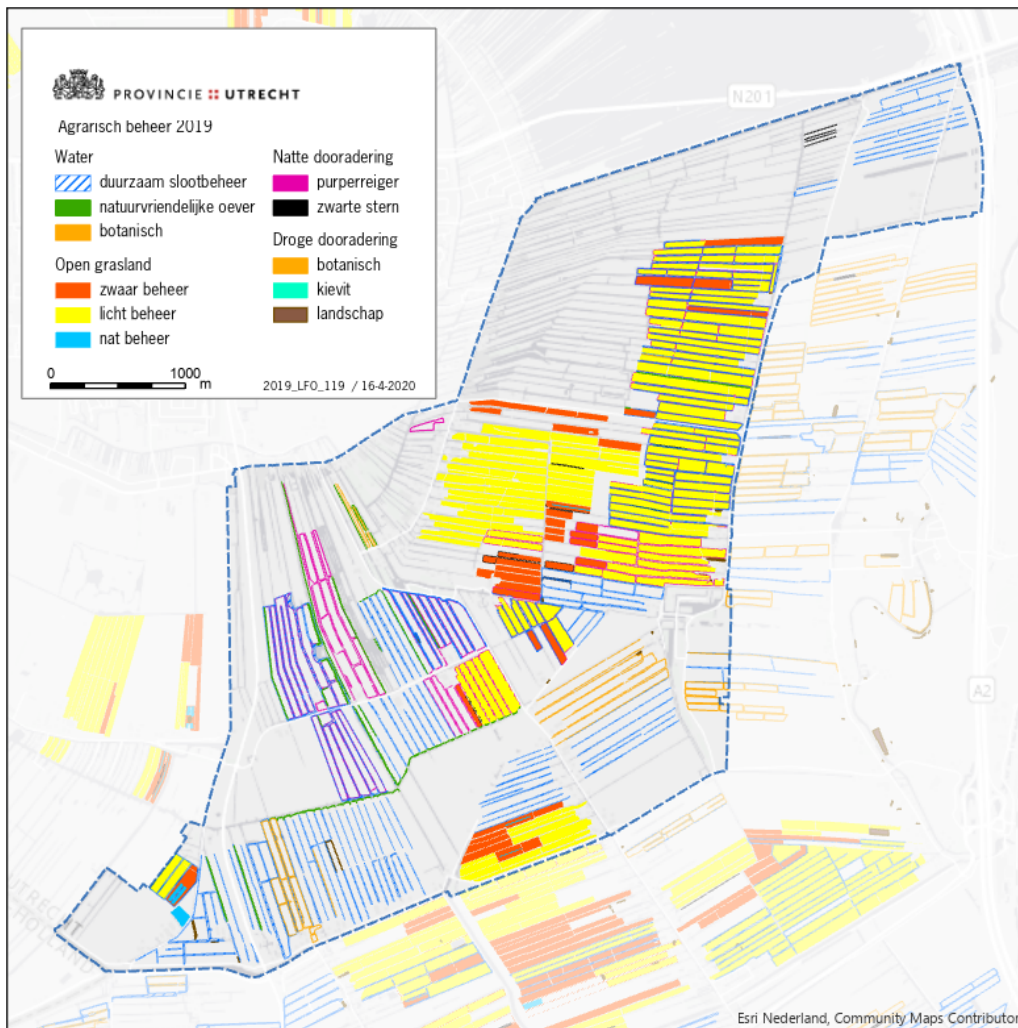 PROVINCIE UTRECHT
Agrarisch beheer 2019
Water
duurzaam slootbeheer
natuurvriendelijke oever
botanisch
Open grasland
zwaar beheer
licht beheer
nat beheer
Natte dooradering
purperreiger
zwarte stern
Droge dooradering
botanisch
kievit
landschap
0 1000 m
2019_LF0_119 / 16-4-2020
N201
A2
UTRECHT
HOLLAND
Esri Nederland, Community Maps Contributor